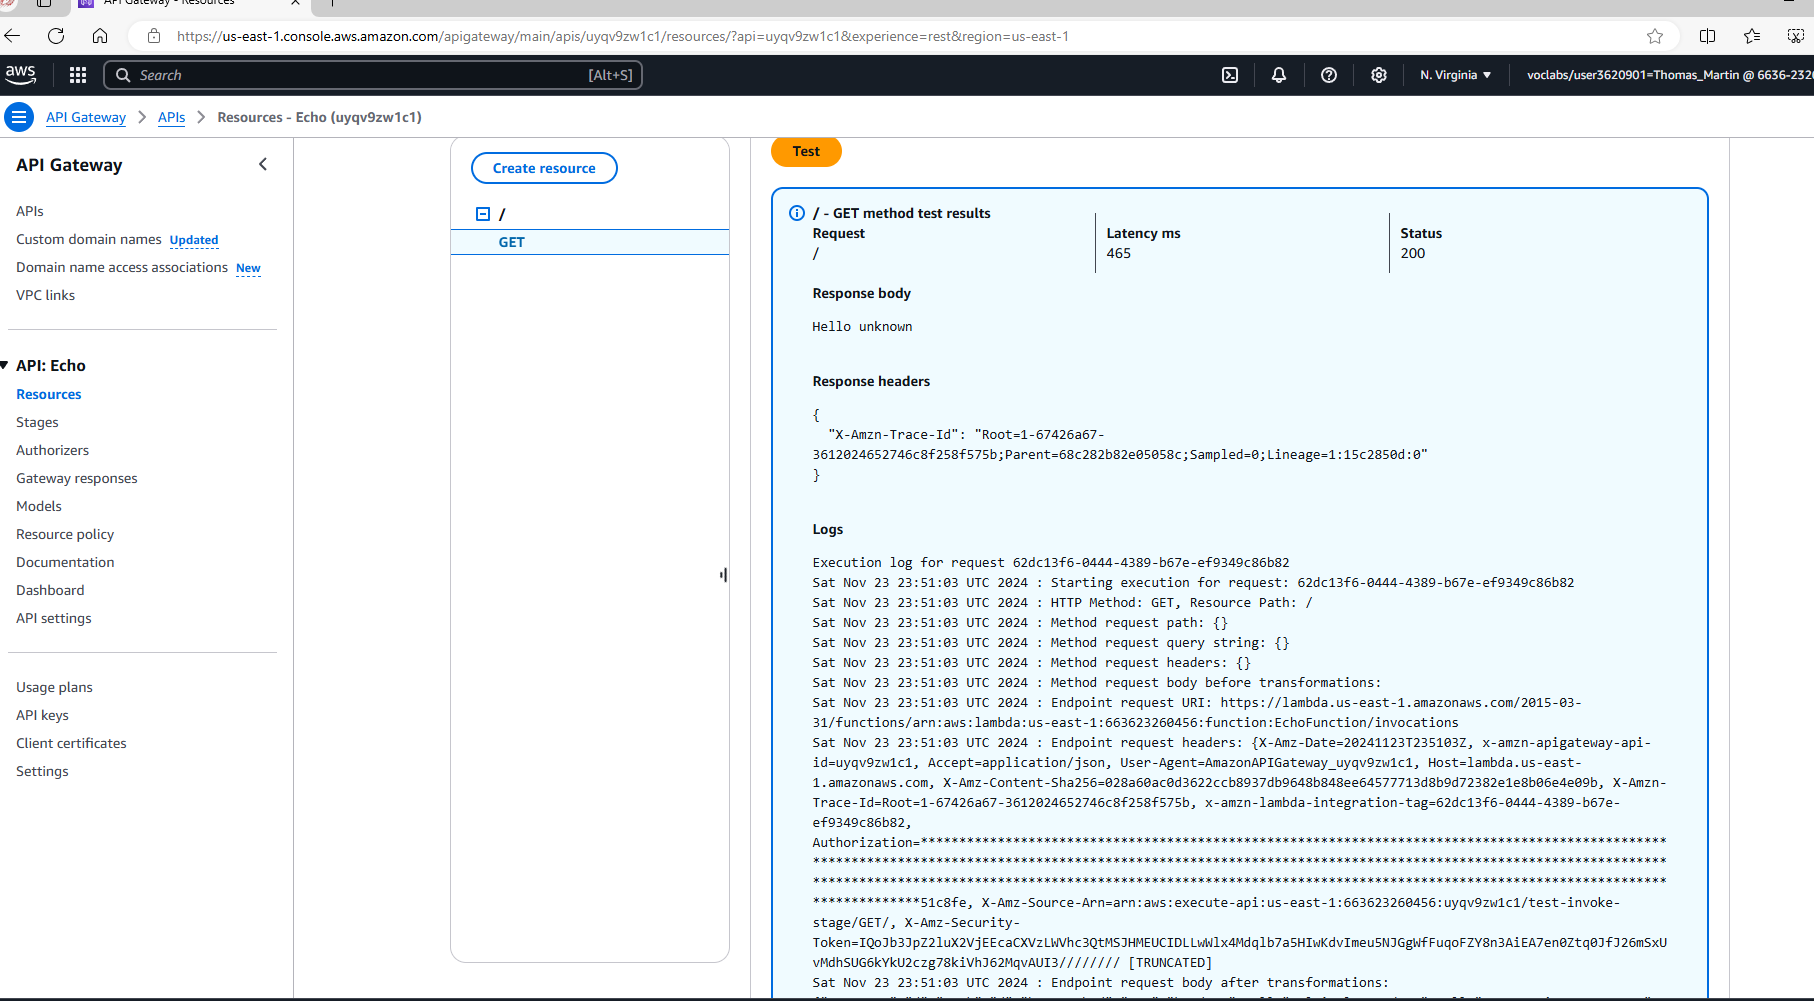 API Gateway - Resources
https://us-east-1.console.aws.amazon.com/apigateway/main/apis/uyqv9zw1c1/resources/?api=uyqv9zw1c1&experience=rest&region=us-east-1
aws
Search
[Alt+S]
N. Virginia
voclabs/user3620901=Thomas_Martin @ 6636-2326
API Gateway > APIs > Resources - Echo (uyqv9zw1c1)
API Gateway
APIs
Custom domain names Updated
Domain name access associations New
VPC links
API: Echo
Resources
Stages
Authorizers
Gateway responses
Models
Resource policy
Documentation
Dashboard
API settings
Usage plans
API keys
Client certificates
Settings
Create resource
/
GET
Test
/ - GET method test results
Request
/
Latency ms
465
Status
200
Response body
Hello unknown
Response headers
{
"X-Amzn-Trace-Id": "Root=1-67426a67-
3612024652746c8f258f575b;Parent=68c282b82e05058c;Sampled=0;Lineage=1:15c2850d:0"
}
Logs
Execution log for request 62dc13f6-0444-4389-b67e-ef9349c86b82
Sat Nov 23 23:51:03 UTC 2024 : Starting execution for request: 62dc13f6-0444-4389-b67e-ef9349c86b82
Sat Nov 23 23:51:03 UTC 2024 : HTTP Method: GET, Resource Path: /
Sat Nov 23 23:51:03 UTC 2024 : Method request path: {}
Sat Nov 23 23:51:03 UTC 2024 : Method request query string: {}
Sat Nov 23 23:51:03 UTC 2024 : Method request headers: {}
Sat Nov 23 23:51:03 UTC 2024 : Method request body before transformations:
Sat Nov 23 23:51:03 UTC 2024 : Endpoint request URI: https://lambda.us-east-1.amazonaws.com/2015-03-
31/functions/arn:aws:lambda:us-east-1:663623260456:function:EchoFunction/invocations
Sat Nov 23 23:51:03 UTC 2024 : Endpoint request headers: {X-Amz-Date=20241123T235103Z, x-amzn-apigateway-api-
id=uyqv9zw1c1, Accept=application/json, User-Agent=AmazonAPIGateway_uyqv9zw1c1, Host=lambda.us-east-
1.amazonaws.com, X-Amz-Content-Sha256=028a60ac0d3622ccb8937db9648b848ee64577713d8b9d72382e1e8b06e4e09b, X-Amzn-
Trace-Id=Root=1-67426a67-3612024652746c8f258f575b, x-amzn-lambda-integration-tag=62dc13f6-0444-4389-b67e-
ef9349c86b82,
Authorization=*************************************************************************************************
***************************************************************************************************************
***************************************************************************************************************
**************51c8fe, X-Amz-Source-Arn=arn:aws:execute-api:us-east-1:663623260456:uyqv9zw1c1/test-invoke-
stage/GET/, X-Amz-Security-
Token=IQoJb3JpZ2luX2VjEEcaCXVzLWVhc3QtMSJHMEUCIDLLwWlx4Mdqlb7a5HIwKdvImeu5NJGgWfFuqoFZY8n3AiEA7en0Ztq0JfJ26mSxU
vMdhSUG6kYkU2czg78kiVhJ62MqvAUI3//////// [TRUNCATED]
Sat Nov 23 23:51:03 UTC 2024 : Endpoint request body after transformations: